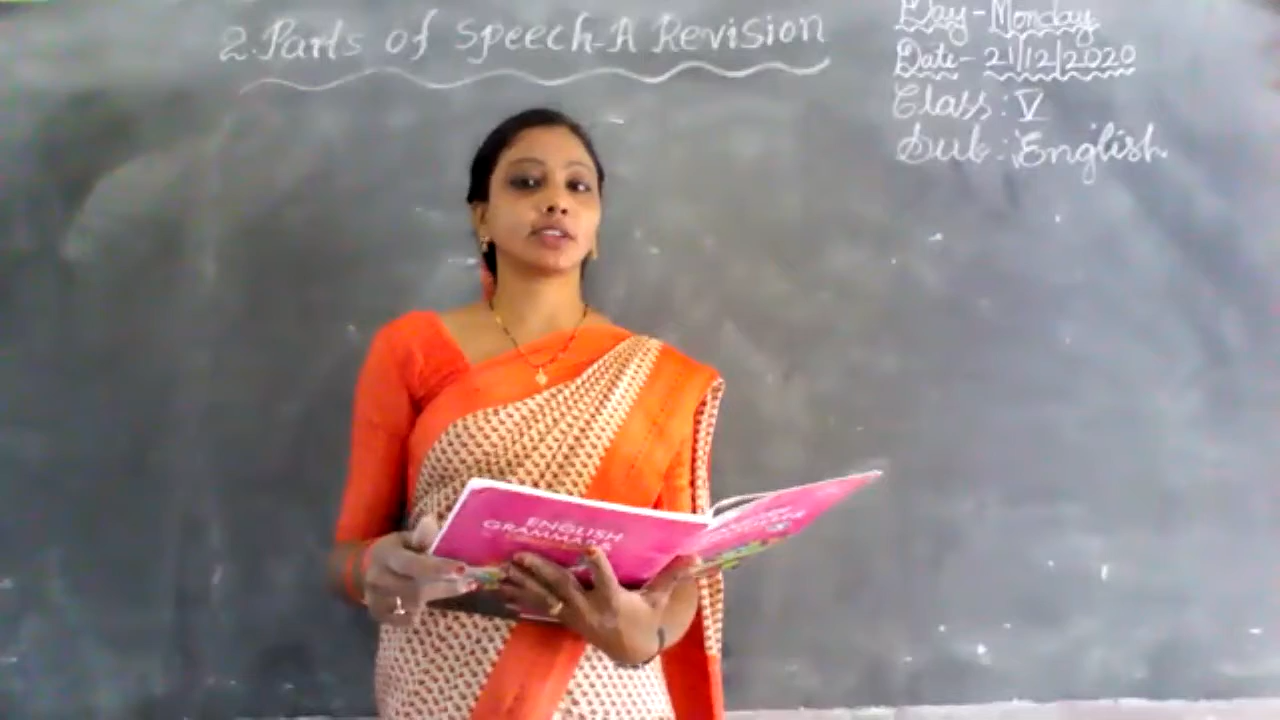 2. Parts of Speech-A Revision
Day-Monday
Date-21/12/2020
Class: V
Sub: English
ENGLISH
GRAMMAR